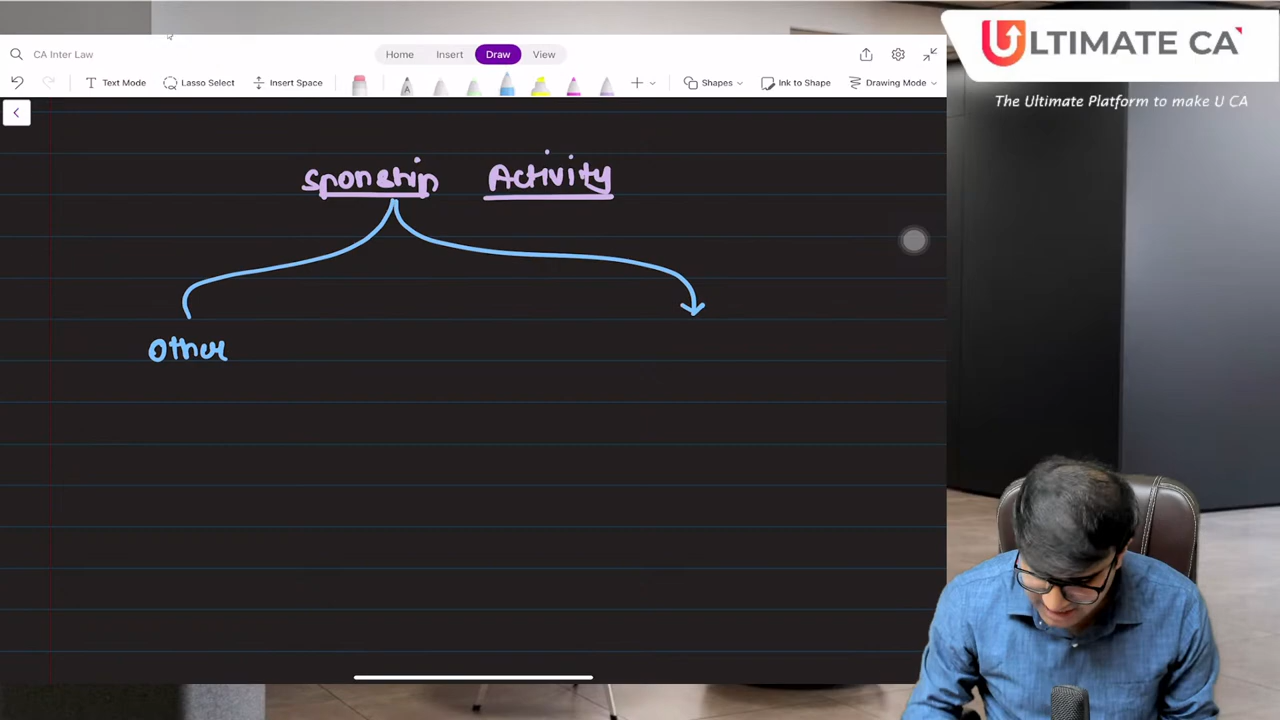 ULTIMATE CA
The Ultimate Platform to make U CA
CA Inter Law
Home Insert Draw View
Text Mode Lasso Select Insert Space Shapes Ink to Shape Drawing Mode
Sponship Activity
Other